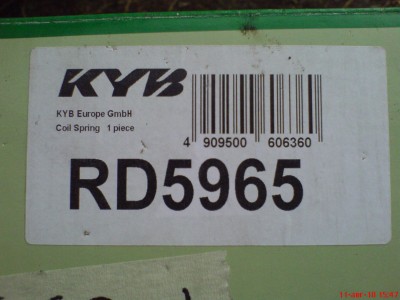 KYB
KYB Europe GmbH
Coil Spring 1 piece
4 909500 606360
RD5965